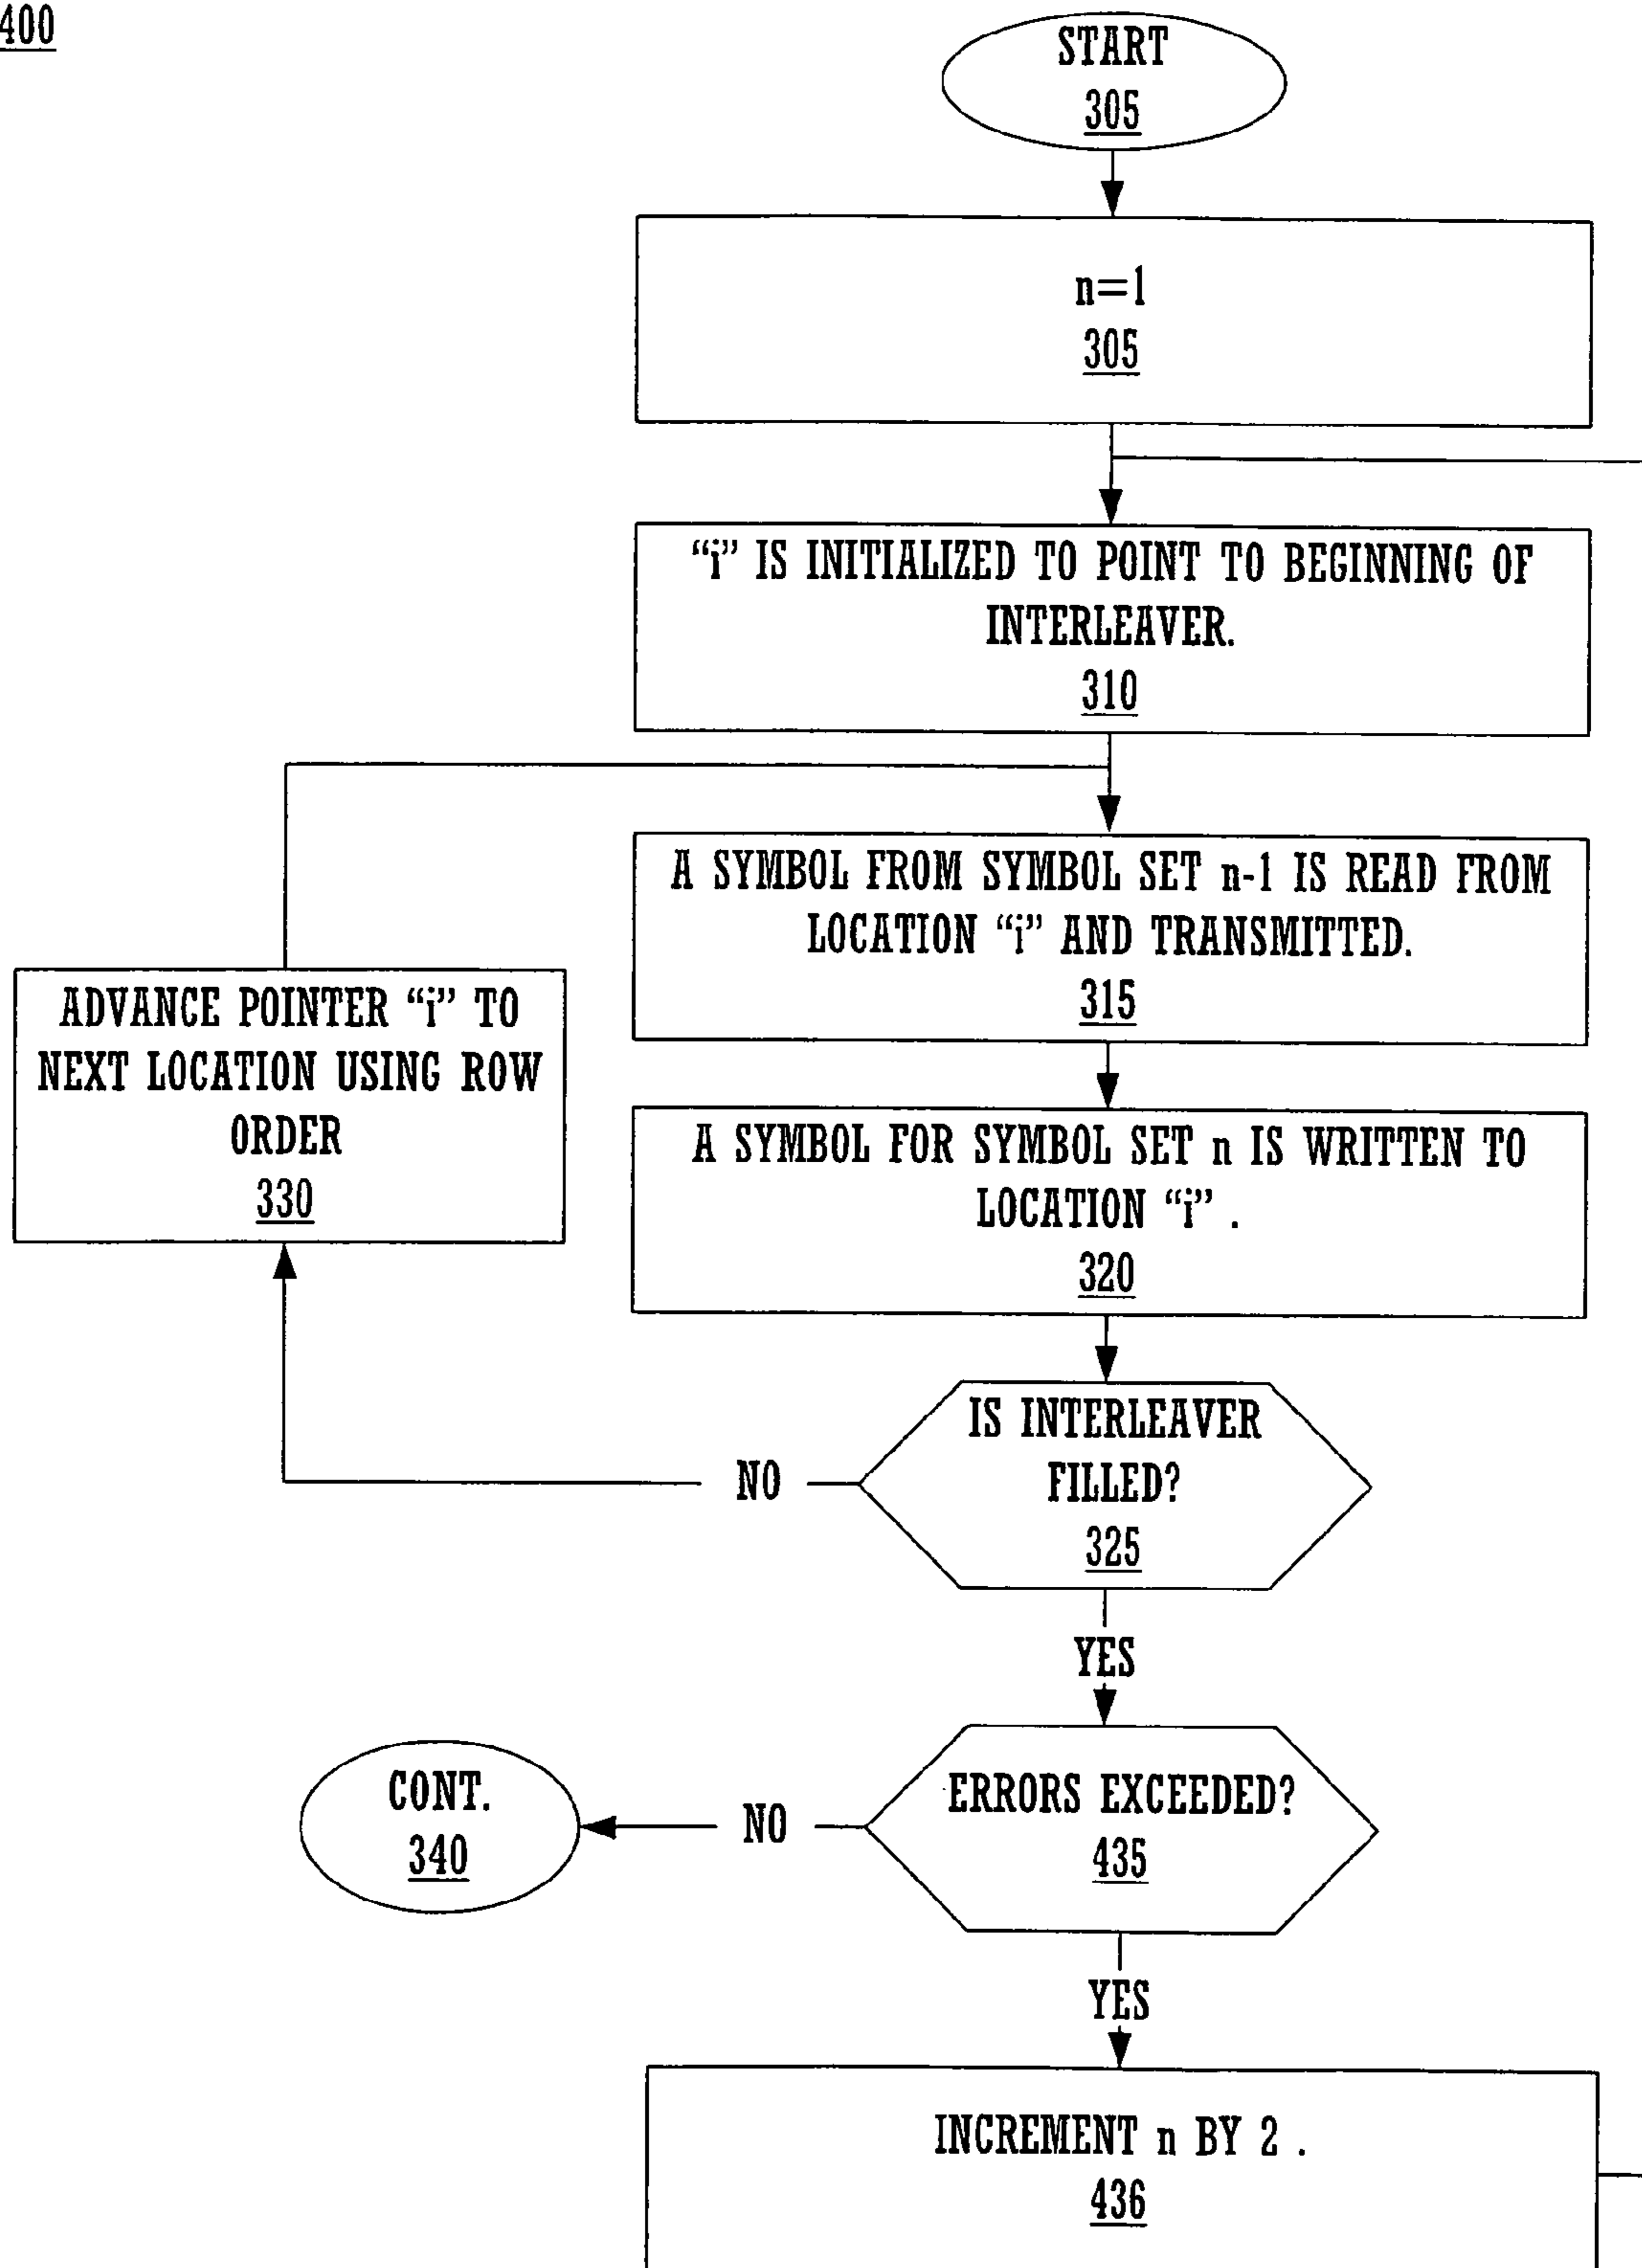 400
START
305
n=1
305
“i” IS INITIALIZED TO POINT TO BEGINNING OF
INTERLEAVER.
310
A SYMBOL FROM SYMBOL SET n-1 IS READ FROM
LOCATION “i” AND TRANSMITTED.
315
ADVANCE POINTER “i” TO
NEXT LOCATION USING ROW
ORDER
330
A SYMBOL FOR SYMBOL SET n IS WRITTEN TO
LOCATION “i” .
320
IS INTERLEAVER
FILLED?
325
NO
YES
ERRORS EXCEEDED?
435
NO
CONT.
340
YES
INCREMENT n BY 2 .
436